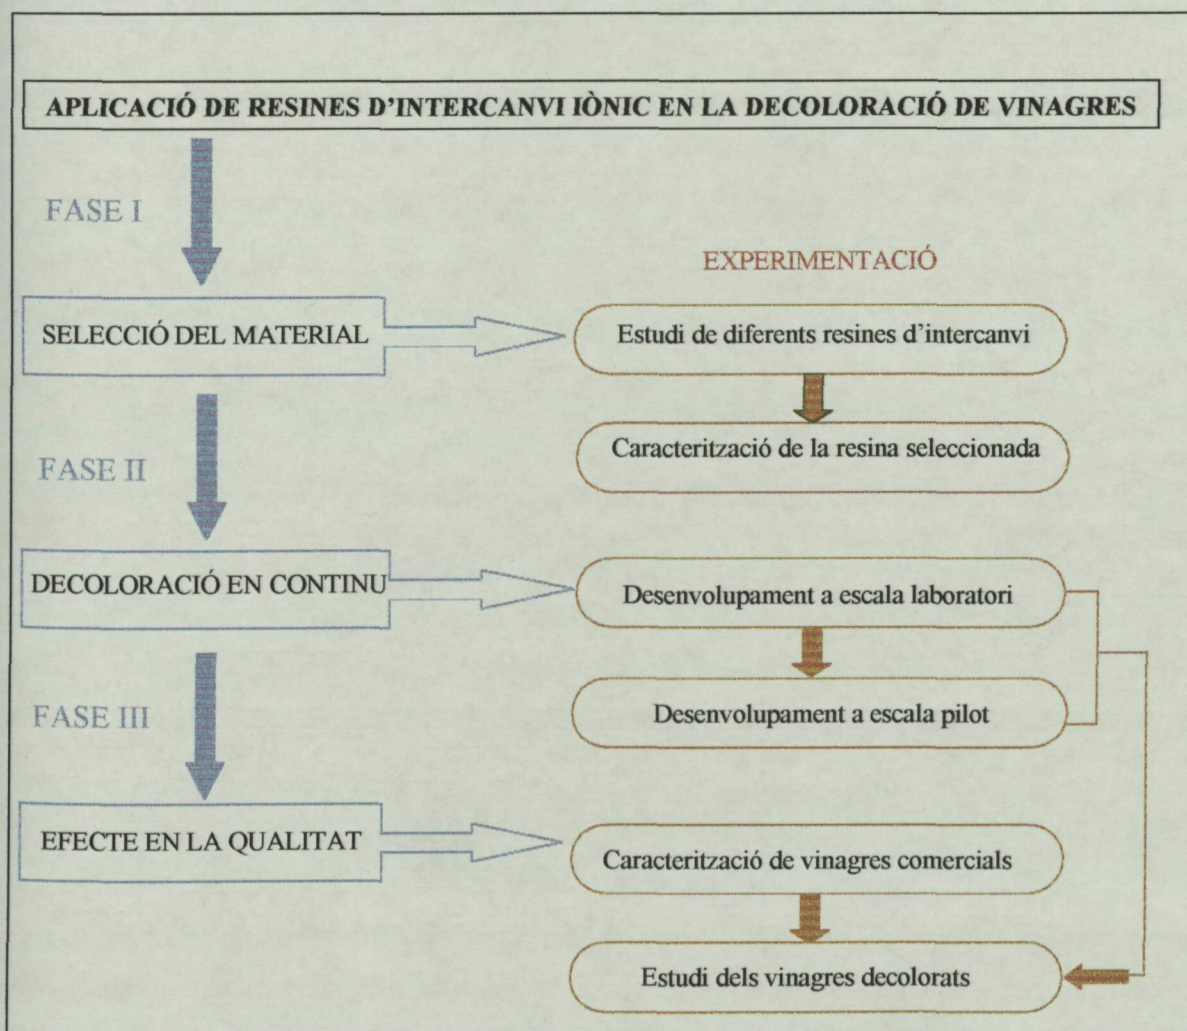 APLICACIÓ DE RESINES D'INTERCANVI IÒNIC EN LA DECOLORACIÓ DE VINAGRES
FASE I
EXPERIMENTACIÓ
SELECCIÓ DEL MATERIAL
Estudi de diferents resines d'intercanvi
Caracterització de la resina seleccionada
FASE II
DECOLORACIÓ EN CONTINU
Desenvolupament a escala laboratori
Desenvolupament a escala pilot
FASE III
EFECTE EN LA QUALITAT
Caracterització de vinagres comercials
Estudi dels vinagres decolorats